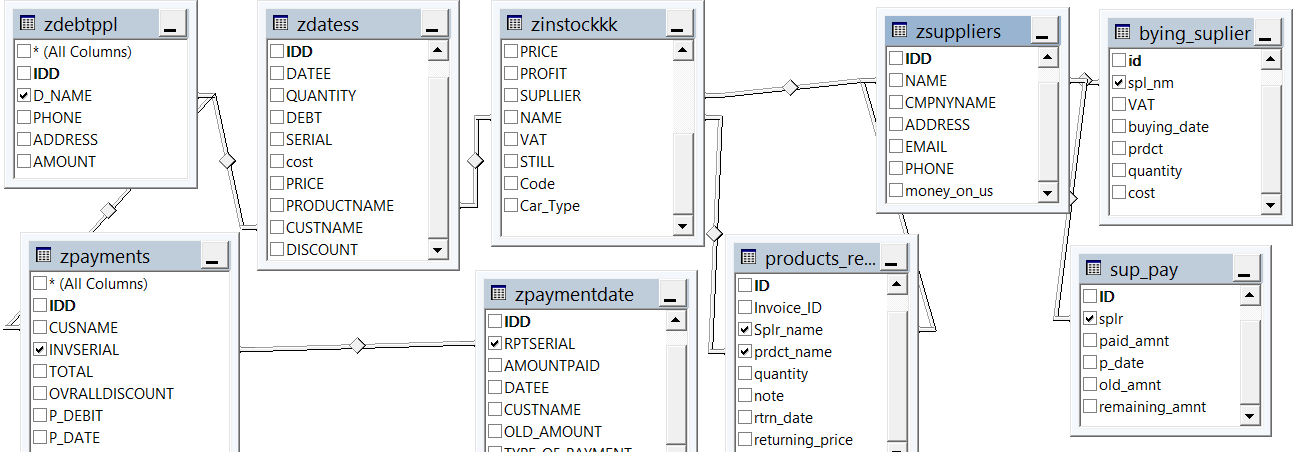 zdebtppl
* (All Columns)
IDD
D_NAME
PHONE
ADDRESS
AMOUNT
zdatess
IDD
DATEE
QUANTITY
DEBT
SERIAL
cost
PRICE
PRODUCTNAME
CUSTNAME
DISCOUNT
zinstockkk
PRICE
PROFIT
SUPLLIER
NAME
VAT
STILL
Code
Car_Type
zsuppliers
IDD
NAME
CMPNYNAME
ADDRESS
EMAIL
PHONE
money_on_us
bying_suplier
id
spl_nm
VAT
buying_date
prdct
quantity
cost
zpayments
* (All Columns)
IDD
CUSNAME
INVSERIAL
TOTAL
OVRALLDISCOUNT
P_DEBIT
P_DATE
zpaymentdate
IDD
RPTSERIAL
AMOUNTPAID
DATEE
CUSTNAME
OLD_AMOUNT
TYPE_OF_PAYMENT
products_re...
ID
Invoice_ID
Splr_name
prdct_name
quantity
note
rtrn_date
returning_price
sup_pay
ID
splr
paid_amnt
p_date
old_amnt
remaining_amnt